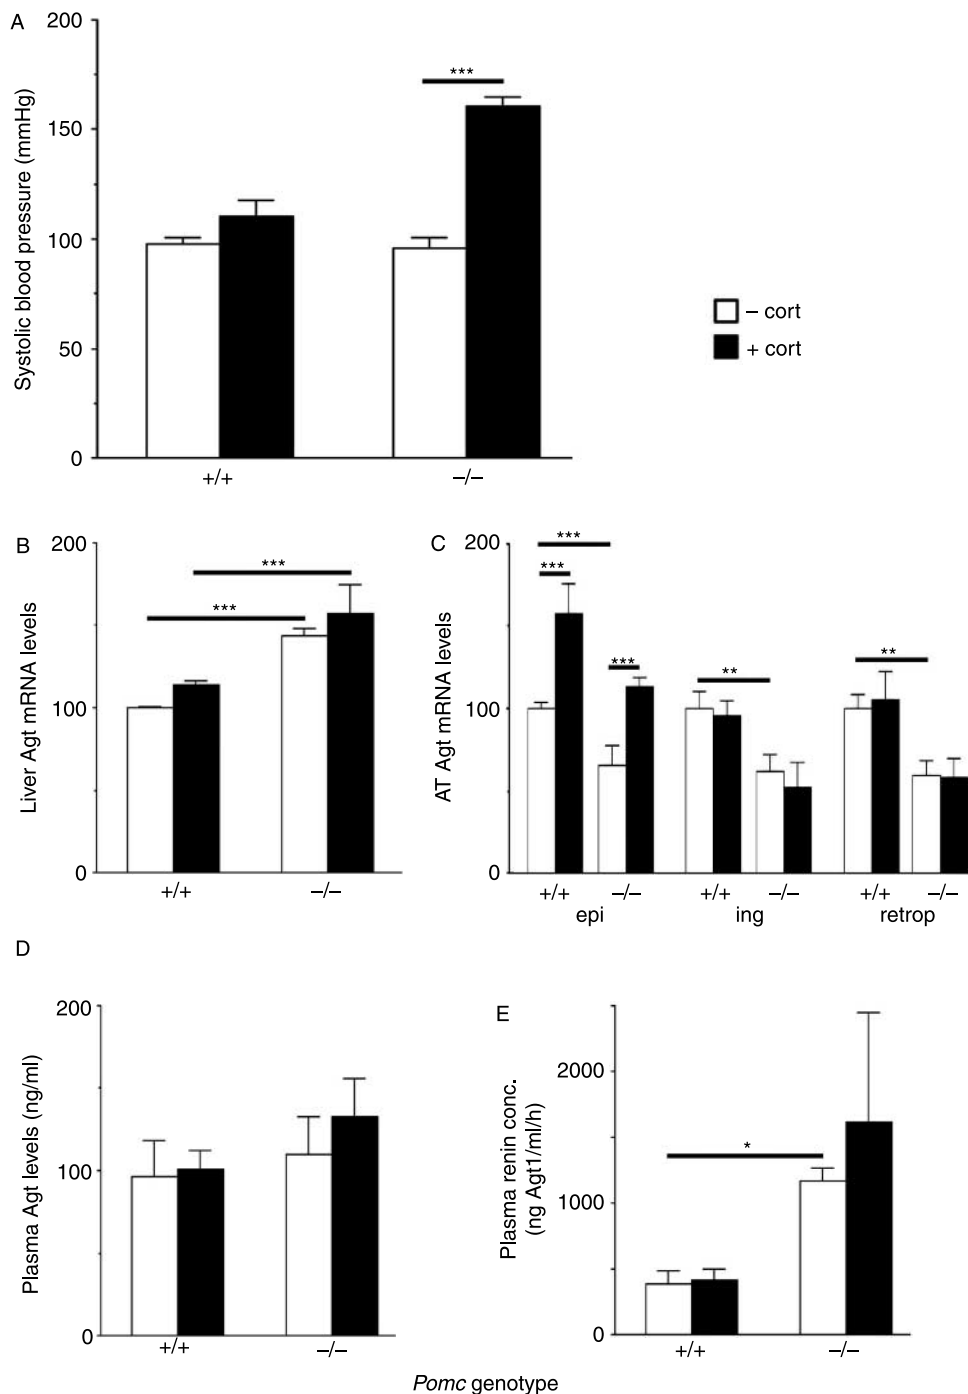 A
200
150
100
50
0
Systolic blood pressure (mmHg)
***
+/+
–/–
– cort
+ cort
B
200
100
0
Liver Agt mRNA levels
***
***
+/+
–/–
C
200
100
0
AT Agt mRNA levels
***
***
***
**
**
+/+ –/– +/+ –/– +/+ –/–
epi ing retrop
D
200
100
0
Plasma Agt levels (ng/ml)
+/+
–/–
E
2000
1000
0
Plasma renin conc.
(ng Agt1/ml/h)
*
+/+
–/–
Pomc genotype